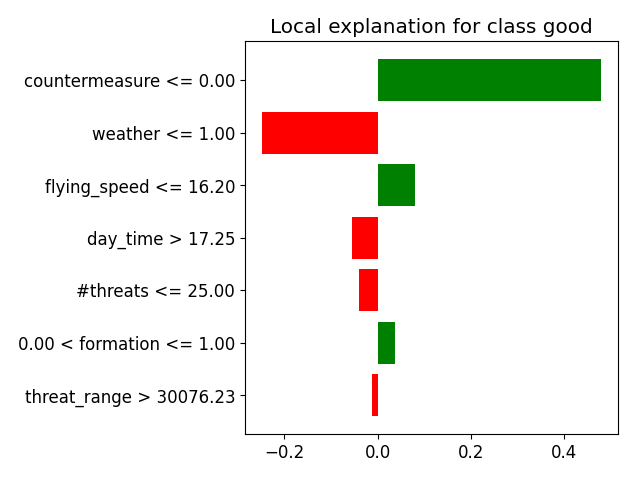 Local explanation for class good
countermeasure <= 0.00
weather <= 1.00
flying_speed <= 16.20
day_time > 17.25
#threats <= 25.00
0.00 < formation <= 1.00
threat_range > 30076.23
−0.2 0.0 0.2 0.4